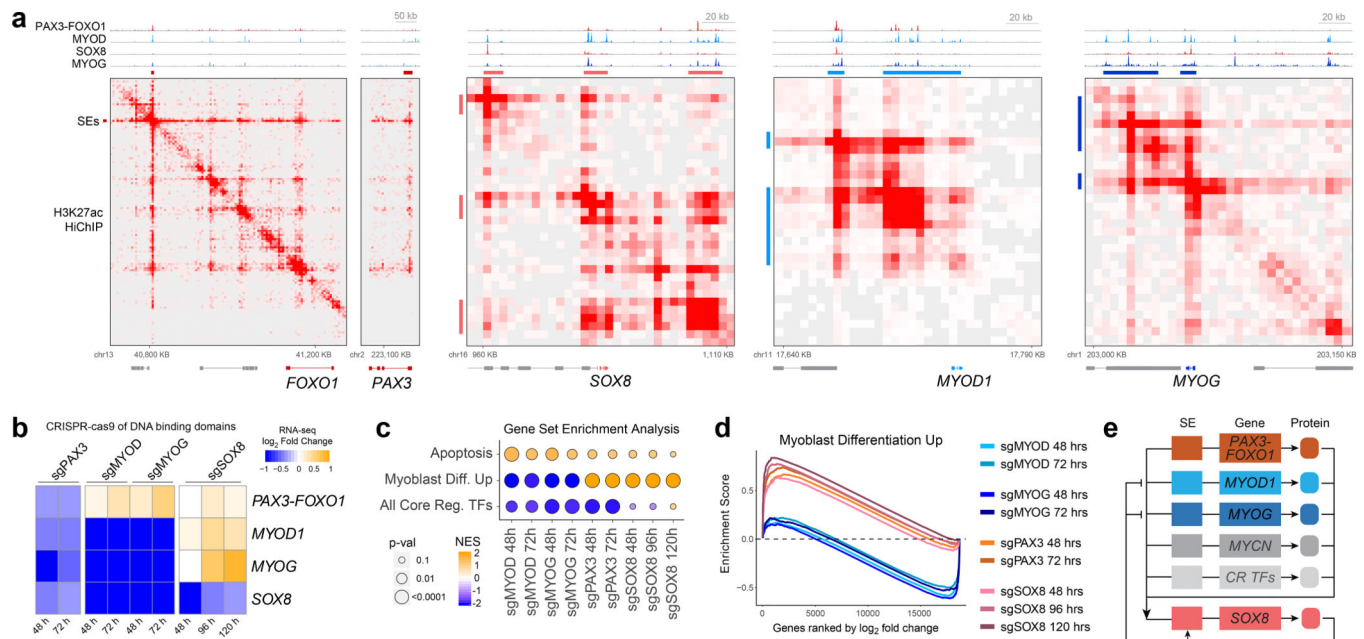 a
50 kb
20 kb
20 kb
20 kb
PAX3-FOXO1
MYOD
SOX8
MYOG
SEs
H3K27ac
HiChIP
chr13 40,800 KB 41,200 KB chr2 223,100 KB chr16 960 KB 1,110 KB chr11 17,640 KB 17,790 KB chr1 203,000 KB 203,150 KB
FOXO1 PAX3 SOX8 MYOD1 MYOG
b
CRISPR-cas9 of DNA binding domains
RNA-seq
log2 Fold Change
-1 0 1
sgPAX3 sgMYOD sgMYOG sgSOX8
PAX3-FOXO1
MYOD1
MYOG
SOX8
48 h 72 h 48 h 72 h 48 h 72 h 48 h 96 h 120 h
c
Gene Set Enrichment Analysis
Apoptosis
Myoblast Diff. Up
All Core Reg. TFs
p-val
0.1
0.01
<0.0001
NES
2
1
0
-1
-2
sgMYOD 48h
sgMYOD 72h
sgMYOG 48h
sgMYOG 72h
sgPAX3 48h
sgPAX3 72h
sgSOX8 48h
sgSOX8 96h
sgSOX8 120h
d
Myoblast Differentiation Up
Enrichment Score
0.5
0.0
-0.5
0 5000 10000 15000
Genes ranked by log2 fold change
sgMYOD 48 hrs
sgMYOD 72 hrs
sgMYOG 48 hrs
sgMYOG 72 hrs
sgPAX3 48 hrs
sgPAX3 72 hrs
sgSOX8 48 hrs
sgSOX8 96 hrs
sgSOX8 120 hrs
e
SE Gene Protein
PAX3-
FOXO1
MYOD1
MYOG
MYCN
CR TFs
SOX8